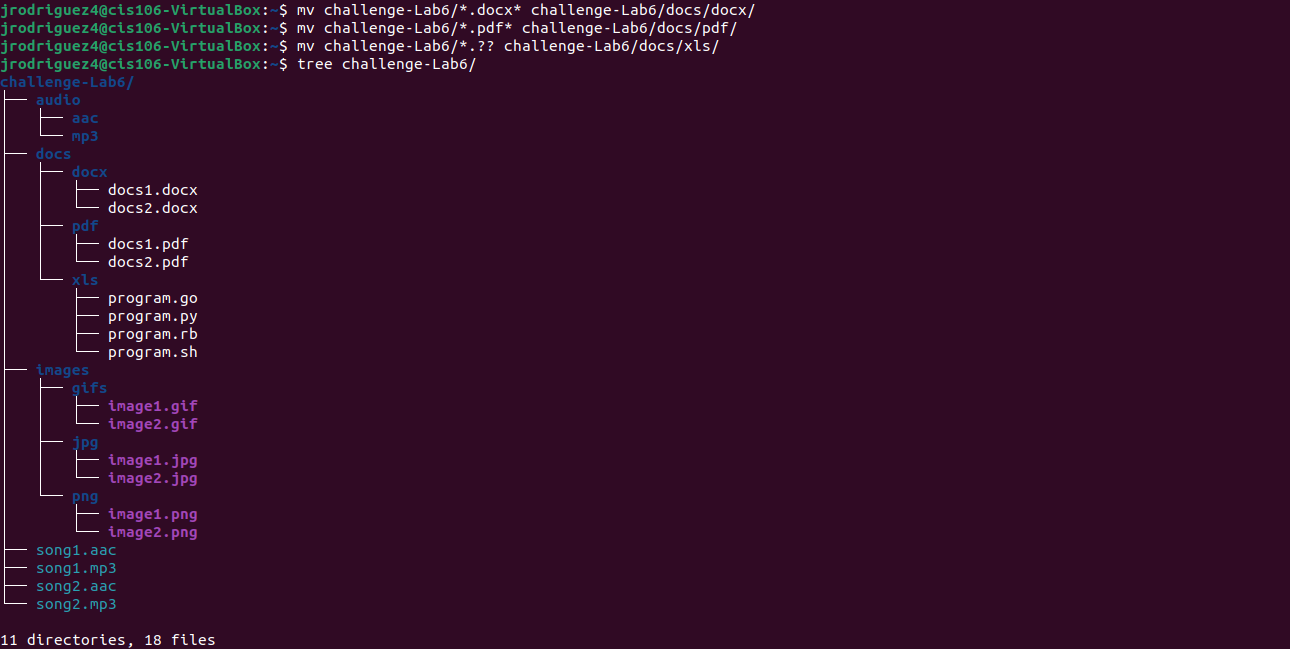 jrodriguez4@cis106-VirtualBox:~$ mv challenge-Lab6/*.docx* challenge-Lab6/docs/docx/
jrodriguez4@cis106-VirtualBox:~$ mv challenge-Lab6/*.pdf* challenge-Lab6/docs/pdf/
jrodriguez4@cis106-VirtualBox:~$ mv challenge-Lab6/*.?? challenge-Lab6/docs/xls/
jrodriguez4@cis106-VirtualBox:~$ tree challenge-Lab6/
challenge-Lab6/
├── audio
│   ├── aac
│   └── mp3
├── docs
│   ├── docx
│   │   ├── docs1.docx
│   │   └── docs2.docx
│   ├── pdf
│   │   ├── docs1.pdf
│   │   └── docs2.pdf
│   └── xls
│       ├── program.go
│       ├── program.py
│       ├── program.rb
│       └── program.sh
├── images
│   ├── gifs
│   │   ├── image1.gif
│   │   └── image2.gif
│   ├── jpg
│   │   ├── image1.jpg
│   │   └── image2.jpg
│   └── png
│       ├── image1.png
│       └── image2.png
├── song1.aac
├── song1.mp3
├── song2.aac
└── song2.mp3

11 directories, 18 files